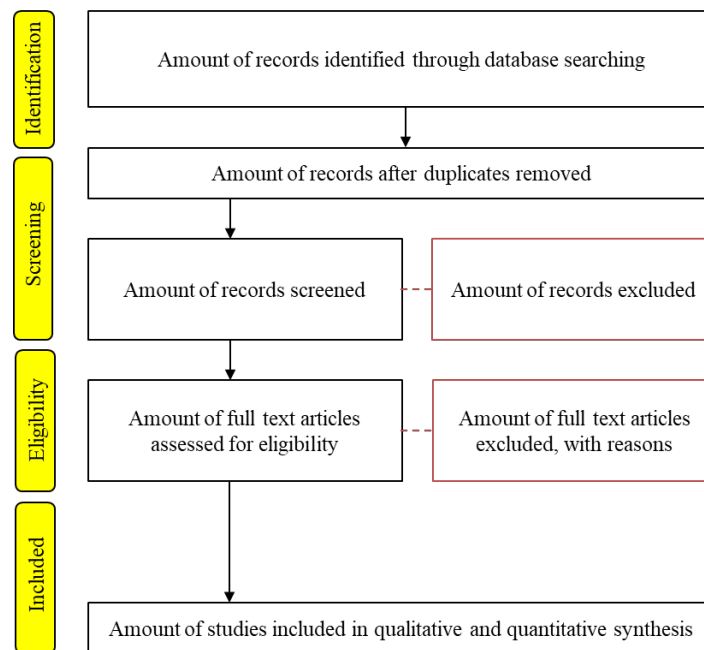 Identification
Amount of records identified through database searching
Screening
Amount of records after duplicates removed
Amount of records screened
Amount of records excluded
Eligibility
Amount of full text articles
assessed for eligibility
Amount of full text articles
excluded, with reasons
Included
Amount of studies included in qualitative and quantitative synthesis